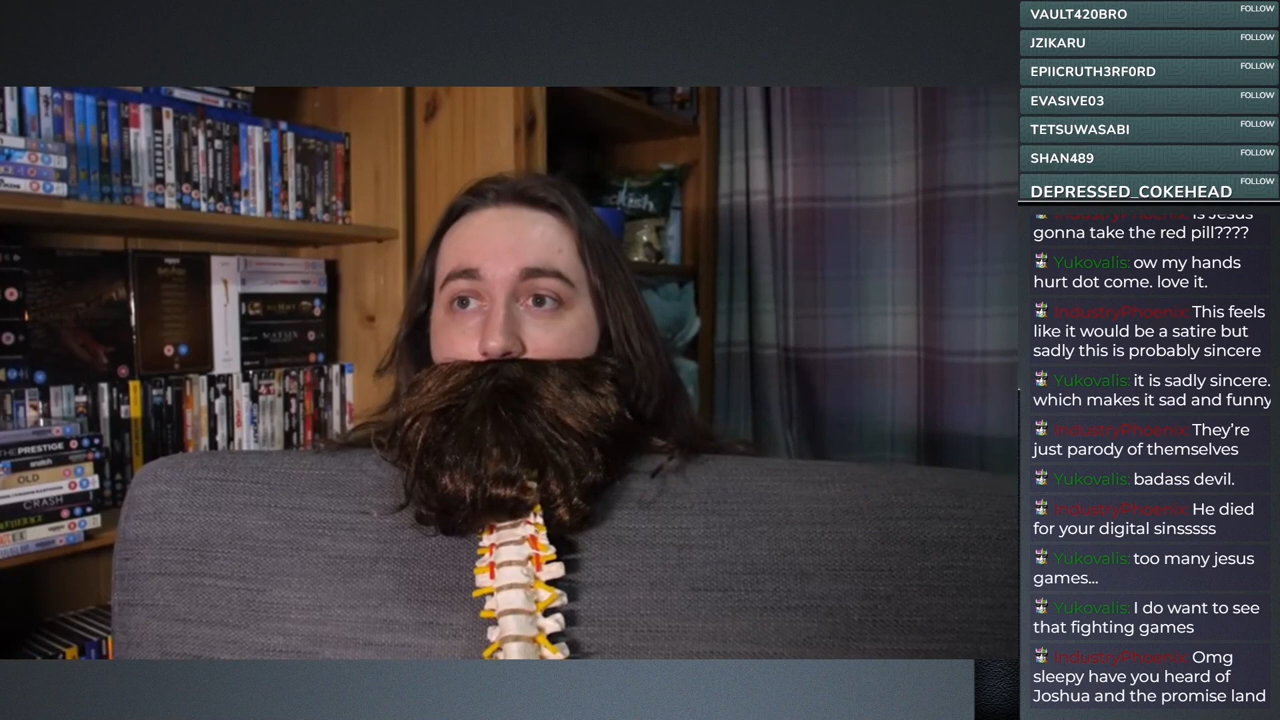 THE PRESTIGE
snatch
OLD
CRASH
VAULT420BRO
FOLLOW
JZIKARU
FOLLOW
EPIICRUTH3RF0RD
FOLLOW
EVASIVE03
FOLLOW
TETSUWASABI
FOLLOW
SHAN489
FOLLOW
DEPRESSED_COKEHEAD
FOLLOW
IndustryPhoenix: Is Jesus
gonna take the red pill????
Yukovalis: ow my hands
hurt dot come. love it.
IndustryPhoenix: This feels
like it would be a satire but
sadly this is probably sincere
Yukovalis: it is sadly sincere.
which makes it sad and funny
IndustryPhoenix: They're
just parody of themselves
Yukovalis: badass devil.
IndustryPhoenix: He died
for your digital sinsssss
Yukovalis: too many jesus
games...
Yukovalis: I do want to see
that fighting games
IndustryPhoenix: Omg
sleepy have you heard of
Joshua and the promise land